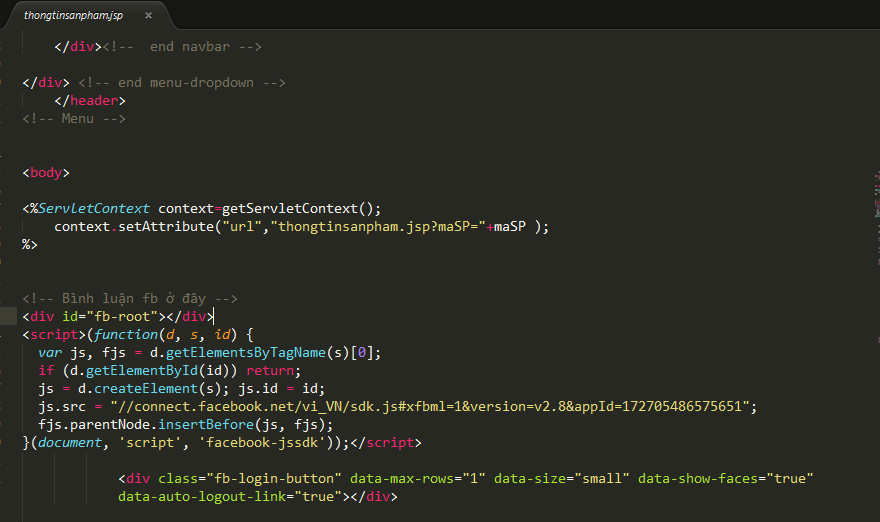 thongtinsanpham.jsp ×
</div><!--  end navbar -->
</div> <!-- end menu-dropdown -->
</header>
<!-- Menu -->
<body>
<%ServletContext context=getServletContext();
context.setAttribute("url","thongtinsanpham.jsp?maSP="+maSP );
%>
<!-- Bình luận fb ở đây -->
<div id="fb-root"></div>
<script>(function(d, s, id) {
var js, fjs = d.getElementsByTagName(s)[0];
if (d.getElementById(id)) return;
js = d.createElement(s); js.id = id;
js.src = "//connect.facebook.net/vi_VN/sdk.js#xfbml=1&version=v2.8&appId=172705486575651";
fjs.parentNode.insertBefore(js, fjs);
}(document, 'script', 'facebook-jssdk'));</script>
<div class="fb-login-button" data-max-rows="1" data-size="small" data-show-faces="true"
data-auto-logout-link="true"></div>